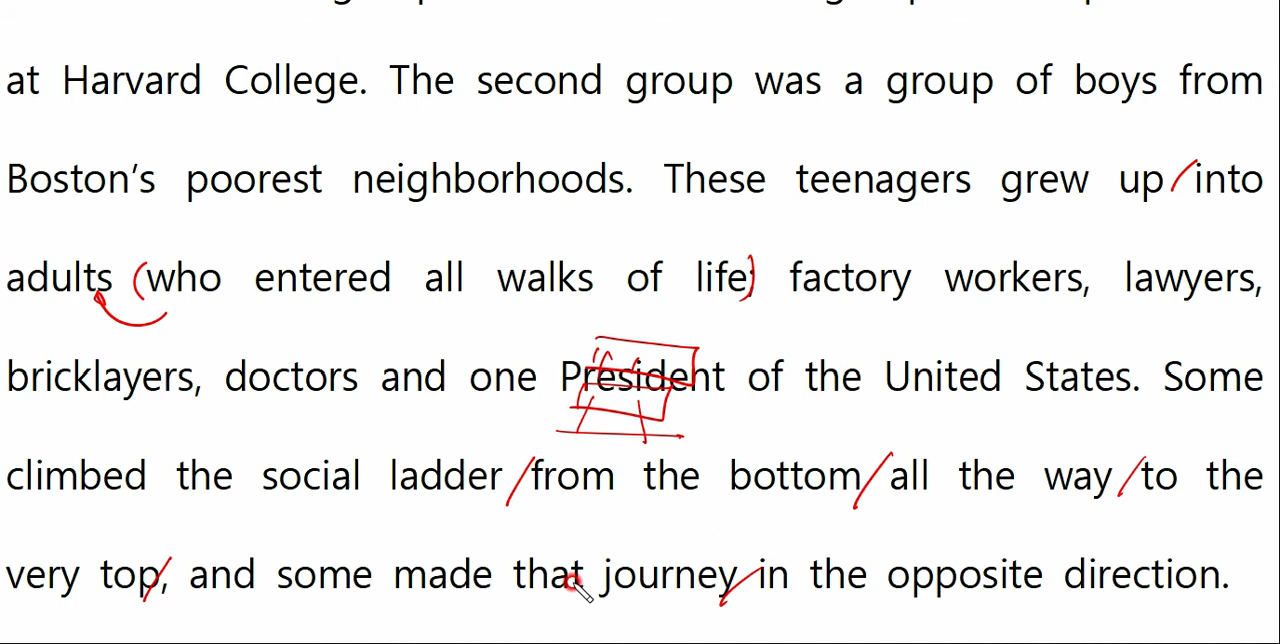 at Harvard College. The second group was a group of boys from
Boston’s poorest neighborhoods. These teenagers grew up into
adults who entered all walks of life; factory workers, lawyers,
bricklayers, doctors and one President of the United States. Some
climbed the social ladder from the bottom all the way to the
very top, and some made that journey in the opposite direction.